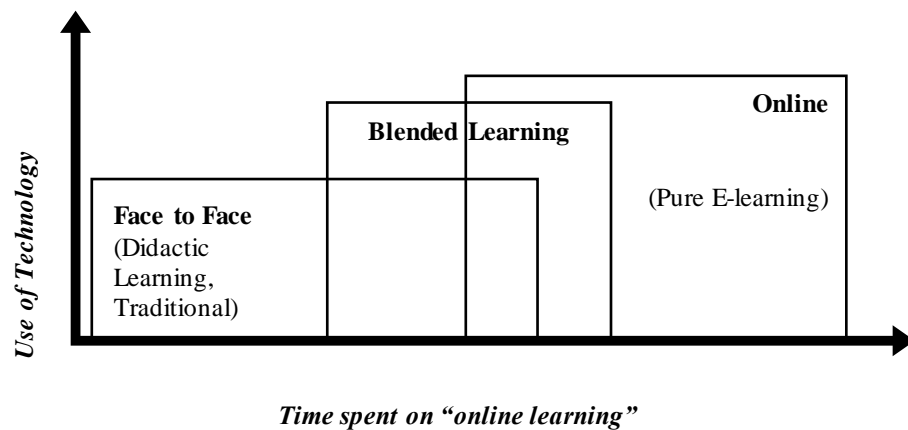 Use of Technology
Online
Blended Learning
(Pure E-learning)
Face to Face
(Didactic
Learning,
Traditional)
Time spent on “online learning”